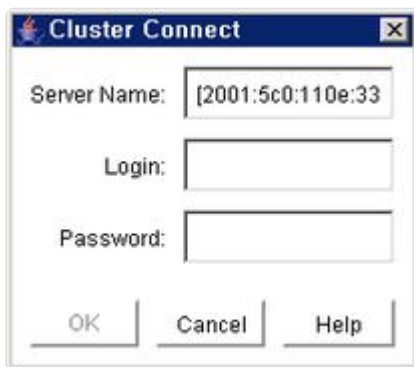 Cluster Connect
Server Name: [2001:5c0:110e:33
Login:
Password:
OK Cancel Help